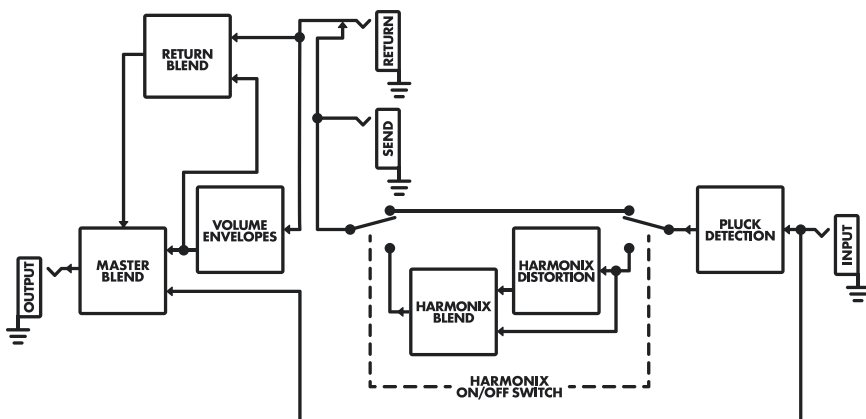 RETURN
BLEND
RETURN
SEND
VOLUME
ENVELOPES
PLUCK
DETECTION
INPUT
OUTPUT
MASTER
BLEND
HARMONIX
DISTORTION
HARMONIX
BLEND
HARMONIX
ON/OFF SWITCH